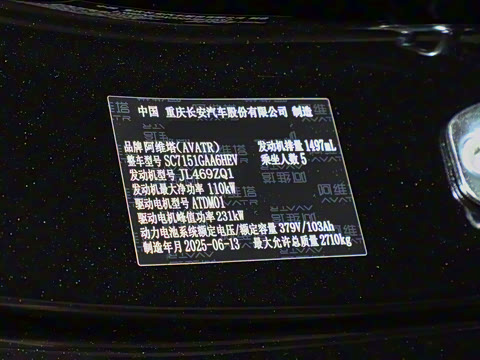 中国 重庆长安汽车股份有限公司 制造
品牌 阿维塔(AVATR) 发动机排量 1497mL
整车型号 SC7151GAA6HEV 乘坐人数 5
发动机型号 JL469ZQ1
发动机最大净功率 110kW
驱动电机型号 ATDM01
驱动电机峰值功率 231kW
动力电池系统额定电压/额定容量 379V/103Ah
制造年月 2025-06-13 最大允许总质量 2710kg